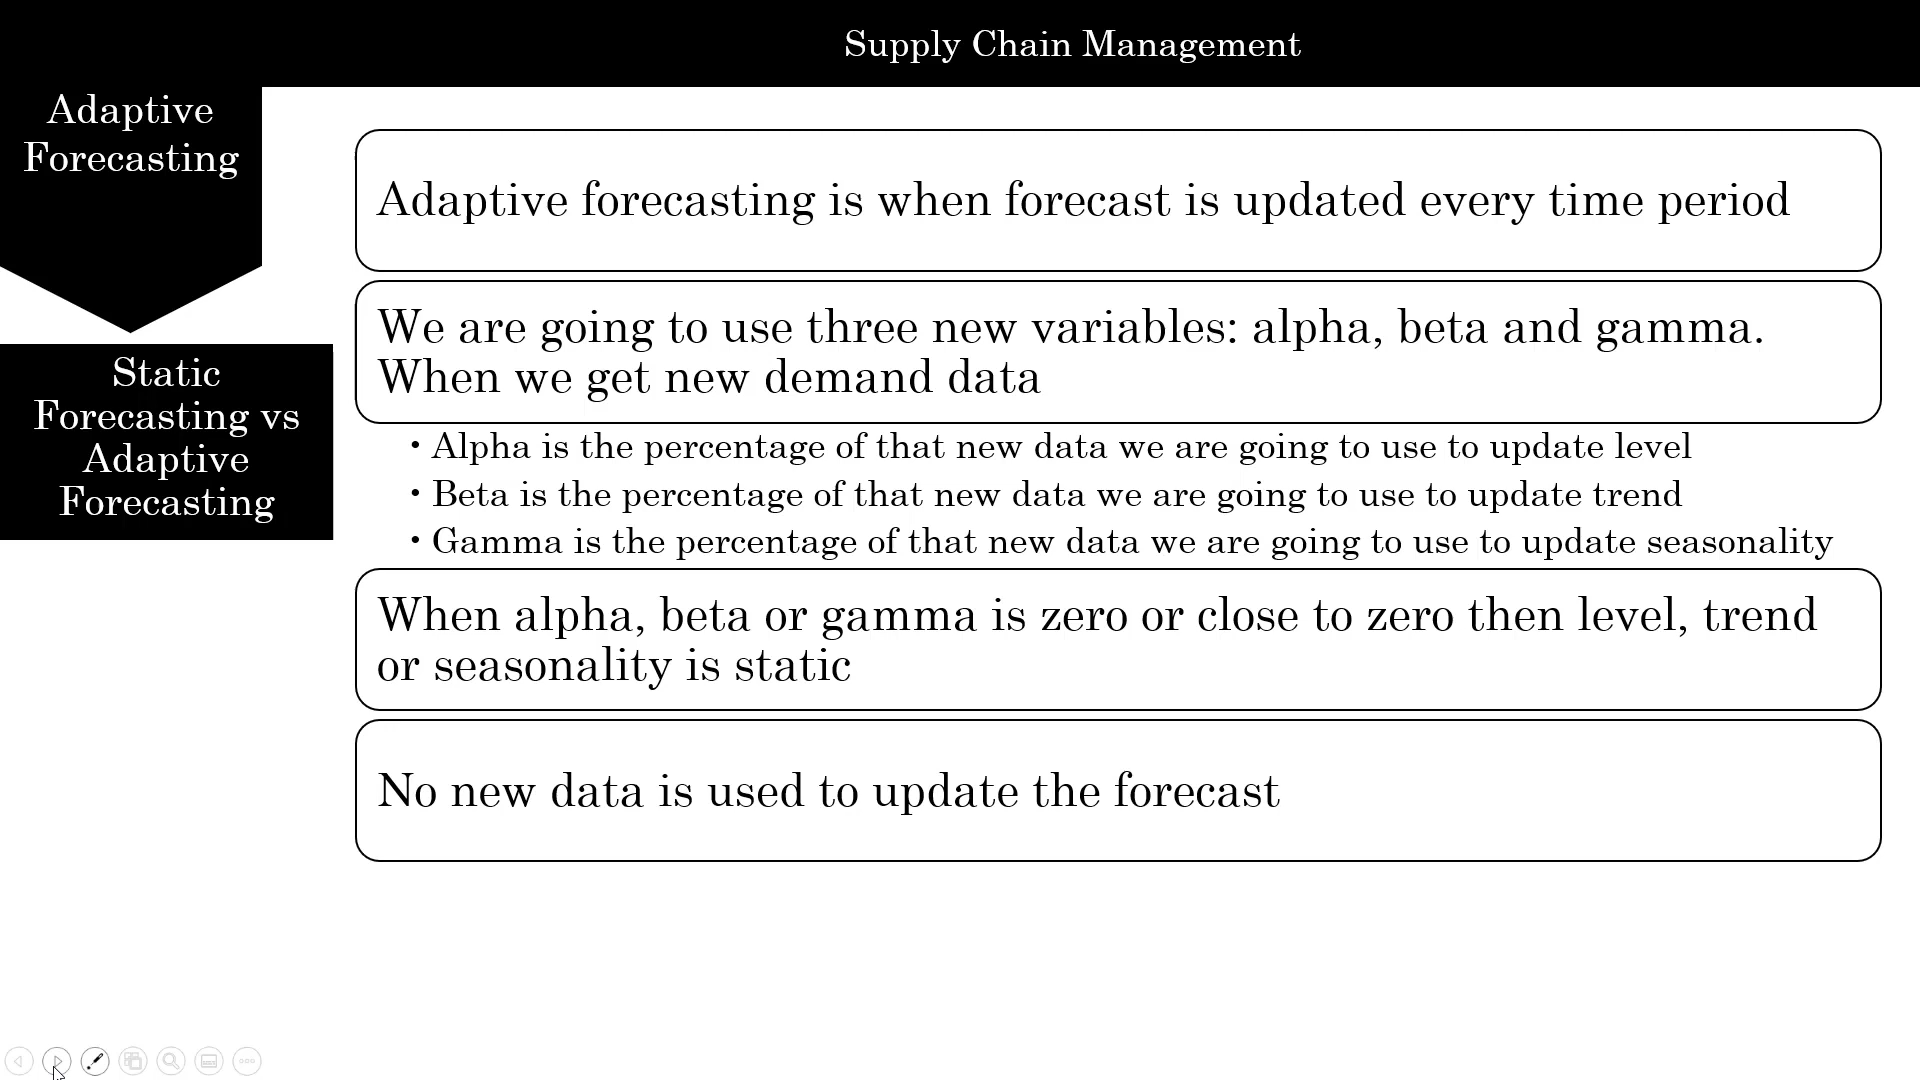 Supply Chain Management
Adaptive
Forecasting
Static
Forecasting vs
Adaptive
Forecasting
Adaptive forecasting is when forecast is updated every time period
We are going to use three new variables: alpha, beta and gamma.
When we get new demand data
• Alpha is the percentage of that new data we are going to use to update level
• Beta is the percentage of that new data we are going to use to update trend
• Gamma is the percentage of that new data we are going to use to update seasonality
When alpha, beta or gamma is zero or close to zero then level, trend
or seasonality is static
No new data is used to update the forecast